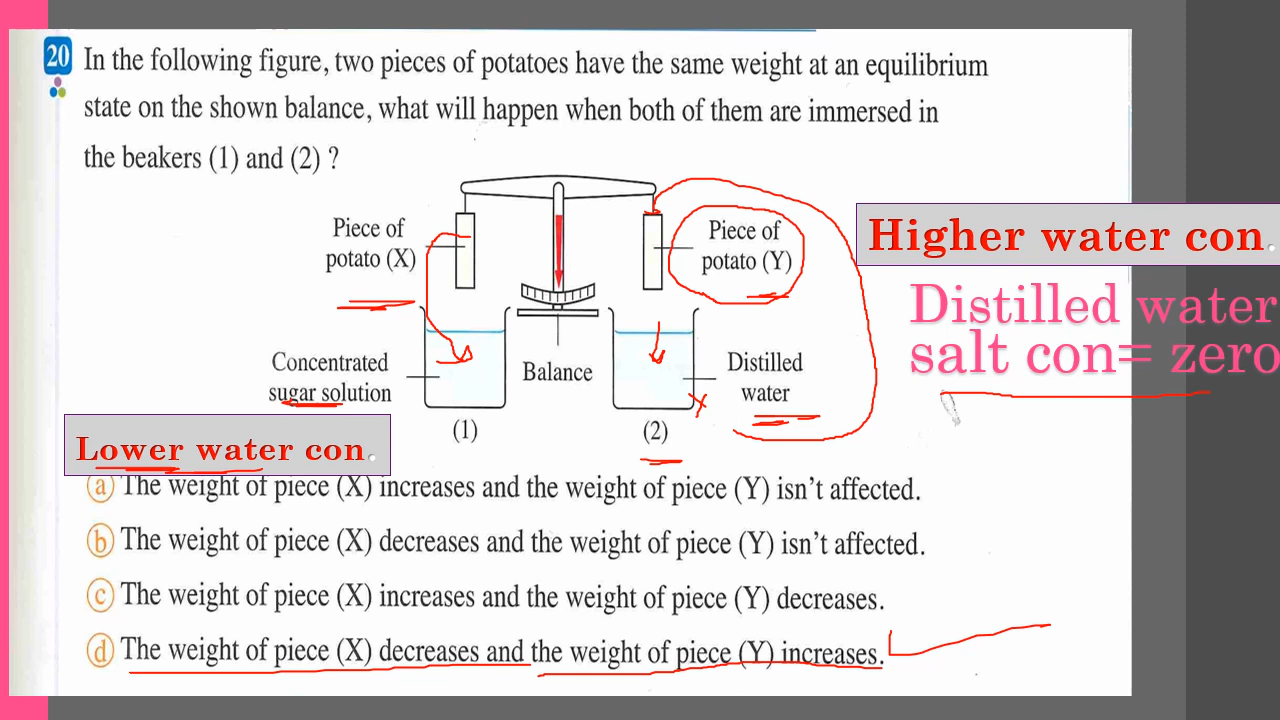 20 In the following figure, two pieces of potatoes have the same weight at an equilibrium
state on the shown balance, what will happen when both of them are immersed in
the beakers (1) and (2) ?
Piece of
potato (X)
Piece of
potato (Y)
Higher water con.
Distilled water
salt con= zero
Concentrated
sugar solution
Balance
Distilled
water
(1)
(2)
Lower water con.
a The weight of piece (X) increases and the weight of piece (Y) isn't affected.
b The weight of piece (X) decreases and the weight of piece (Y) isn't affected.
c The weight of piece (X) increases and the weight of piece (Y) decreases.
d The weight of piece (X) decreases and the weight of piece (Y) increases.